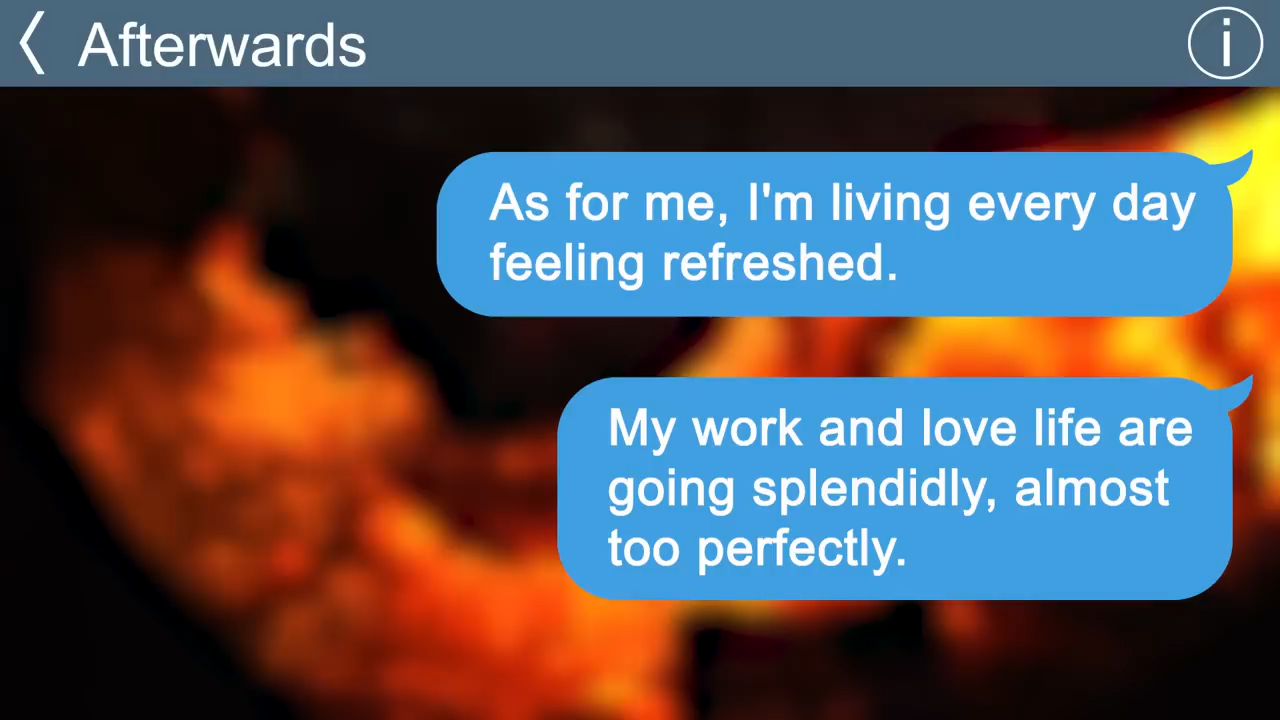 Afterwards
As for me, I'm living every day
feeling refreshed.
My work and love life are
going splendidly, almost
too perfectly.